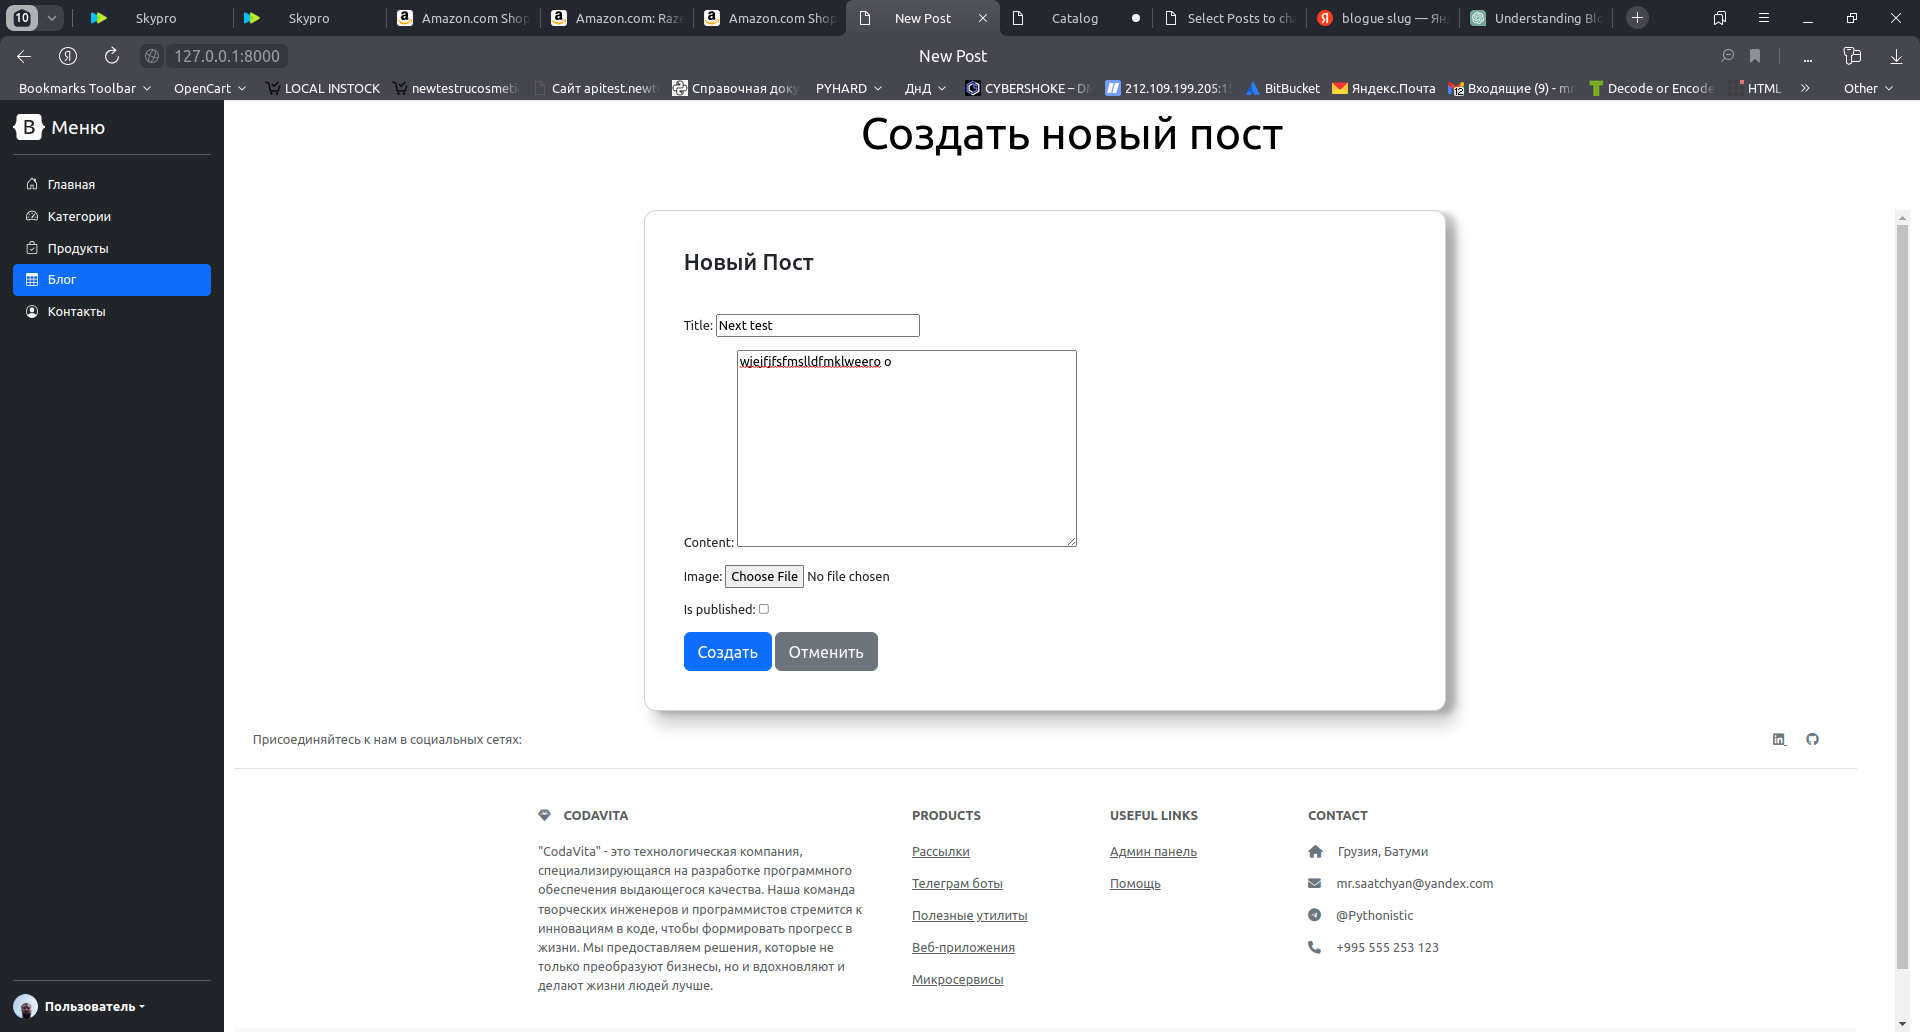 10
Skypro
Skypro
Amazon.com Shop
Amazon.com: Raze
Amazon.com Shop
New Post
Catalog
Select Posts to cha
blogue slug — Ян
Understanding Blo
127.0.0.1:8000
New Post
Bookmarks Toolbar
OpenCart
LOCAL INSTOCK
newtestrucosmeti
Сайт apitest.newt
Справочная доку
PYHARD
ДнД
CYBERSHOKE – DM
212.109.199.205:1
BitBucket
Яндекс.Почта
Входящие (9) - mr
Decode or Encode
HTML
Other
B Меню
Главная
Категории
Продукты
Блог
Контакты
Пользователь
Создать новый пост
Новый Пост
Title: Next test
wjejfjfsfmslldfmklweero o
Content:
Image: Choose File No file chosen
Is published:
Создать Отменить
Присоединяйтесь к нам в социальных сетях:
CODAVITA
"CodaVita" - это технологическая компания,
специализирующаяся на разработке программного
обеспечения выдающегося качества. Наша команда
творческих инженеров и программистов стремится к
инновациям в коде, чтобы формировать прогресс в
жизни. Мы предоставляем решения, которые не
только преобразуют бизнесы, но и вдохновляют и
делают жизни людей лучше.
PRODUCTS
Рассылки
Телеграм боты
Полезные утилиты
Веб-приложения
Микросервисы
USEFUL LINKS
Админ панель
Помощь
CONTACT
Грузия, Батуми
mr.saatchyan@yandex.com
@Pythonistic
+995 555 253 123